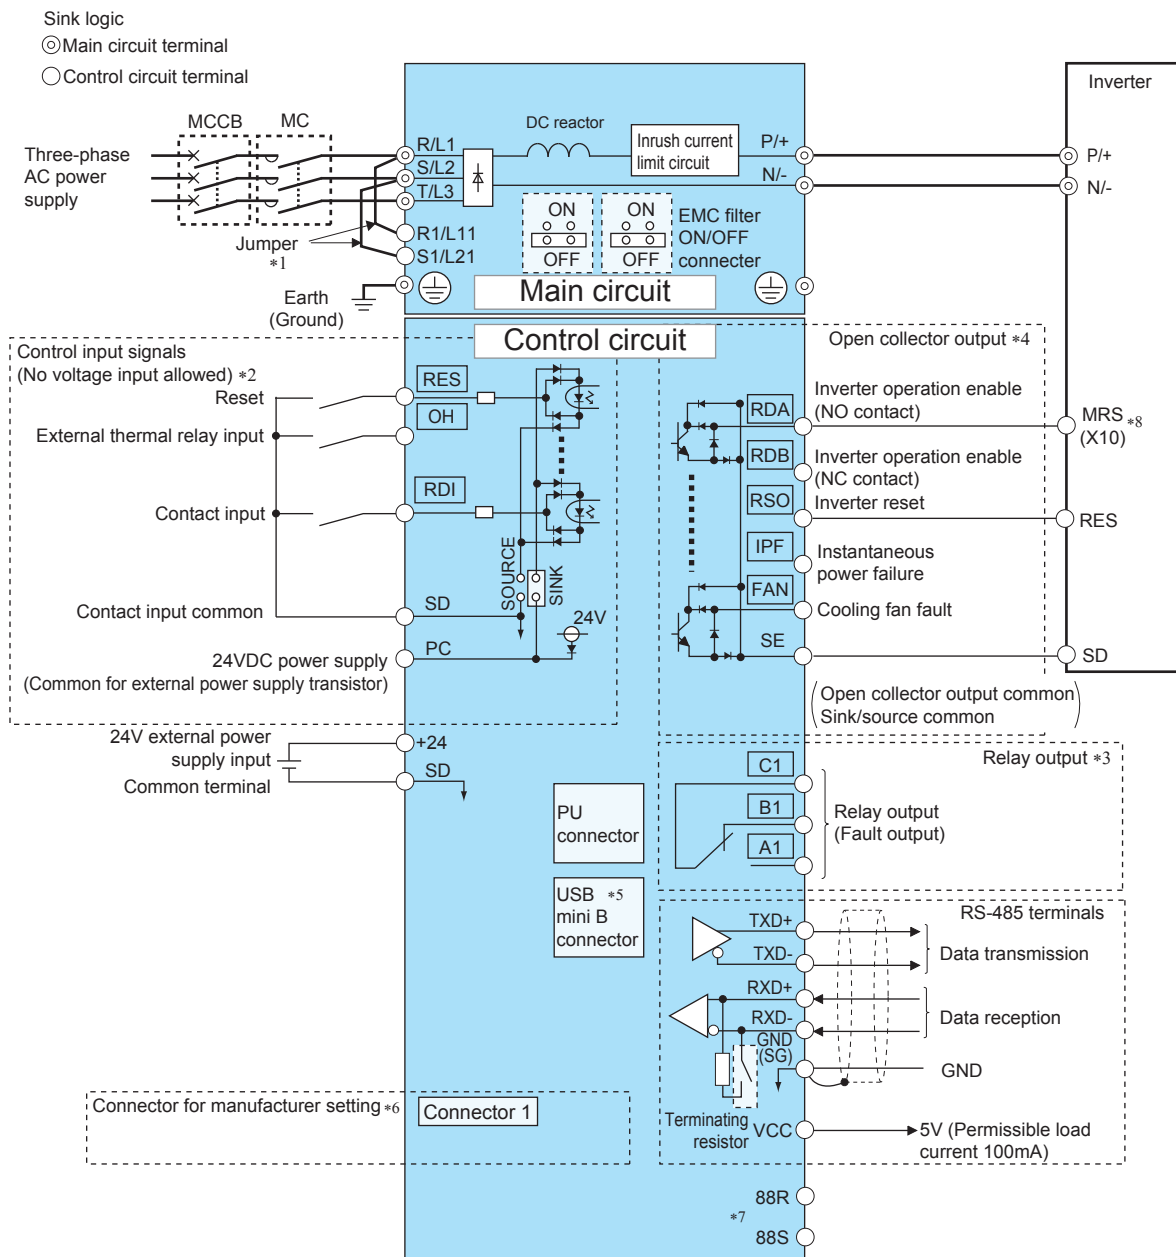 Sink logic
Main circuit terminal
Control circuit terminal
MCCB
MC
Three-phase
AC power
supply
Jumper
*1
Earth
(Ground)
R/L1
S/L2
T/L3
R1/L11
S1/L21
DC reactor
Inrush current
limit circuit
P/+
N/-
ON
OFF
ON
OFF
EMC filter
ON/OFF
connecter
Main circuit
Inverter
P/+
N/-
Control circuit
Control input signals
(No voltage input allowed) *2
Reset
External thermal relay input
Contact input
Contact input common
24VDC power supply
(Common for external power supply transistor)
RES
OH
RDI
SD
PC
SOURCE
SINK
24V
24V external power
supply input
Common terminal
+24
SD
Open collector output *4
RDA
RDB
RSO
IPF
FAN
SE
Inverter operation enable
(NO contact)
Inverter operation enable
(NC contact)
Inverter reset
Instantaneous
power failure
Cooling fan fault
(Open collector output common
Sink/source common)
MRS *8
(X10)
RES
SD
PU
connector
USB *5
mini B
connector
Relay output *3
C1
B1
A1
Relay output
(Fault output)
RS-485 terminals
TXD+
TXD-
RXD+
RXD-
GND
(SG)
Data transmission
Data reception
GND
Terminating
resistor
VCC
5V (Permissible load
current 100mA)
Connector for manufacturer setting *6
Connector 1
88R
*7
88S